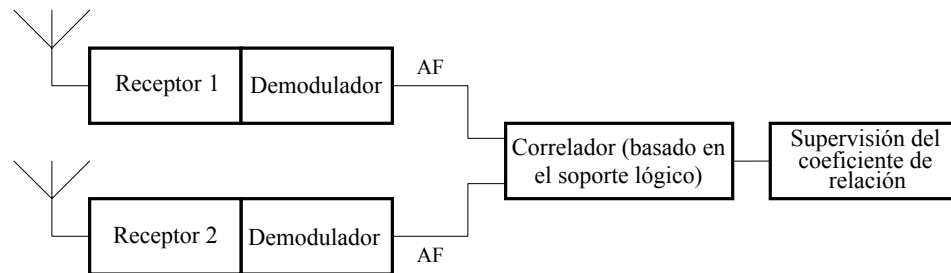 Receptor 1
Demodulador
AF
Correlador (basado en
el soporte lógico)
Supervisión del
coeficiente de
relación
Receptor 2
Demodulador
AF